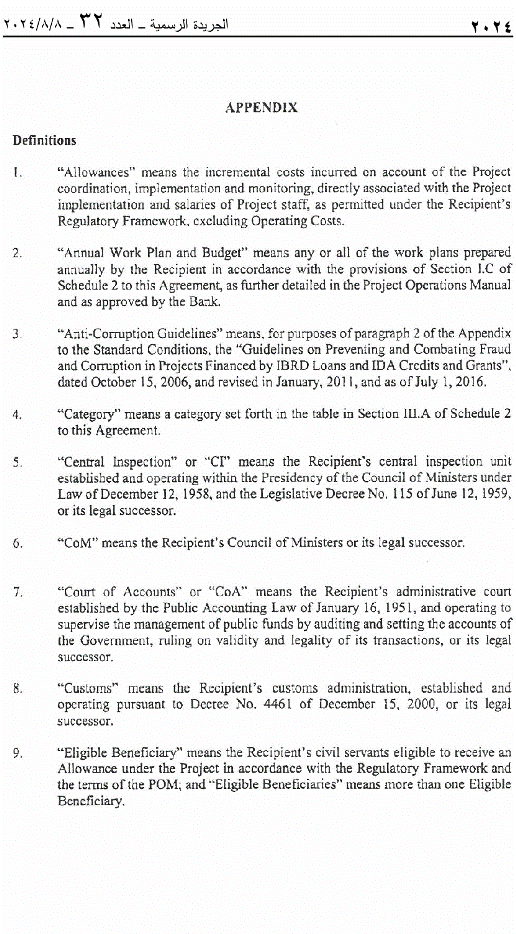 ٢٠٢٤ الجريدة الرسمية – العدد ٣٢ – ٢٠٢٤/٨/٨
APPENDIX
Definitions
1. “Allowances” means the incremental costs incurred on account of the Project
coordination, implementation and monitoring, directly associated with the Project
implementation and salaries of Project staff, as permitted under the Recipient’s
Regulatory Framework, excluding Operating Costs.
2. “Annual Work Plan and Budget” means any or all of the work plans prepared
annually by the Recipient in accordance with the provisions of Section I.C of
Schedule 2 to this Agreement, as further detailed in the Project Operations Manual
and as approved by the Bank.
3. “Anti-Corruption Guidelines” means, for purposes of paragraph 2 of the Appendix
to the Standard Conditions, the “Guidelines on Preventing and Combating Fraud
and Corruption in Projects Financed by IBRD Loans and IDA Credits and Grants”,
dated October 15, 2006, and revised in January, 2011, and as of July 1, 2016.
4. “Category” means a category set forth in the table in Section III.A of Schedule 2
to this Agreement.
5. “Central Inspection” or “CI” means the Recipient’s central inspection unit
established and operating within the Presidency of the Council of Ministers under
Law of December 12, 1958, and the Legislative Decree No. 115 of June 12, 1959,
or its legal successor.
6. “CoM” means the Recipient’s Council of Ministers or its legal successor.
7. “Court of Accounts” or “CoA” means the Recipient’s administrative court
established by the Public Accounting Law of January 16, 1951, and operating to
supervise the management of public funds by auditing and setting the accounts of
the Government, ruling on validity and legality of its transactions, or its legal
successor.
8. “Customs” means the Recipient’s customs administration, established and
operating pursuant to Decree No. 4461 of December 15, 2000, or its legal
successor.
9. “Eligible Beneficiary” means the Recipient’s civil servants eligible to receive an
Allowance under the Project in accordance with the Regulatory Framework and
the terms of the POM; and “Eligible Beneficiaries” means more than one Eligible
Beneficiary.